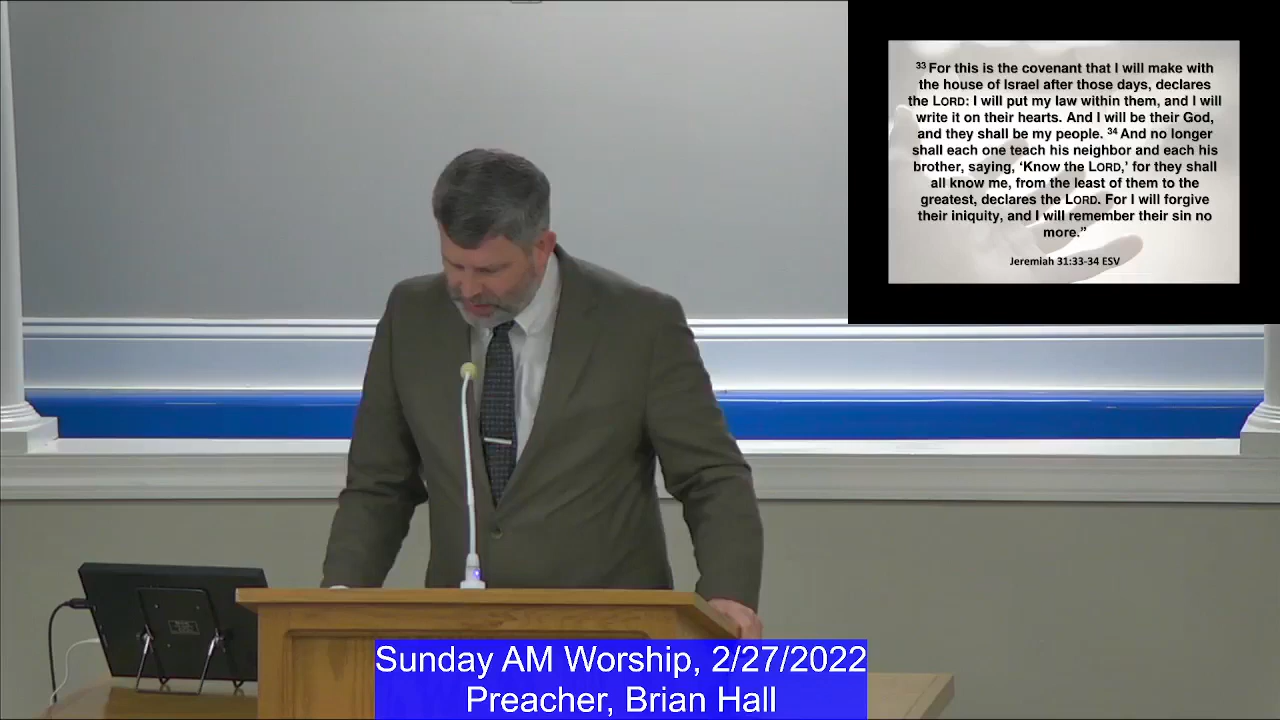 33 For this is the covenant that I will make with
the house of Israel after those days, declares
the LORD: I will put my law within them, and I will
write it on their hearts. And I will be their God,
and they shall be my people. 34 And no longer
shall each one teach his neighbor and each his
brother, saying, ‘Know the LORD,’ for they shall
all know me, from the least of them to the
greatest, declares the LORD. For I will forgive
their iniquity, and I will remember their sin no
more.”
Jeremiah 31:33-34 ESV
Sunday AM Worship, 2/27/2022
Preacher, Brian Hall